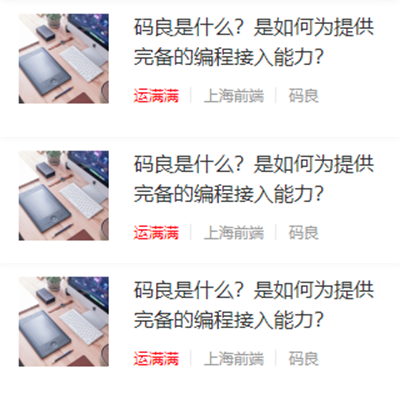 码良是什么？是如何为提供
完备的编程接入能力？
运满满 | 上海前端 | 码良
码良是什么？是如何为提供
完备的编程接入能力？
运满满 | 上海前端 | 码良
码良是什么？是如何为提供
完备的编程接入能力？
运满满 | 上海前端 | 码良